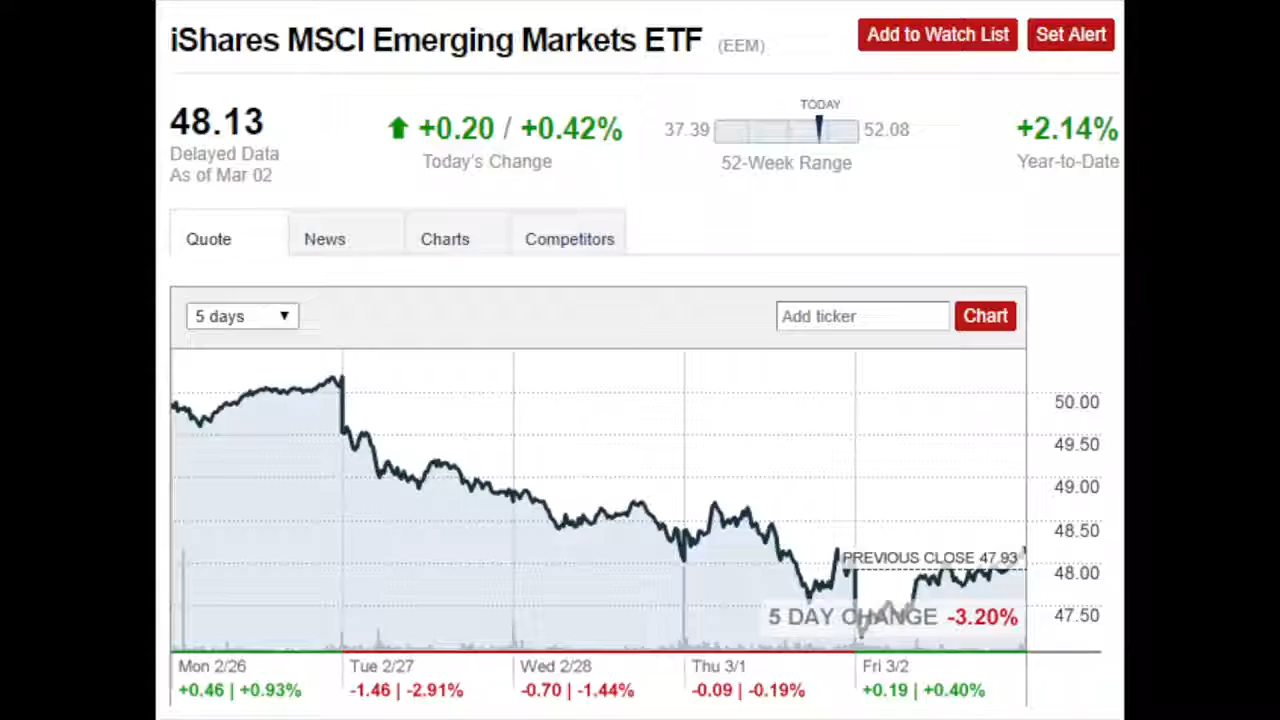 iShares MSCI Emerging Markets ETF (EEM) Add to Watch List Set Alert
TODAY
48.13 +0.20 / +0.42% 37.39 52.08 +2.14%
Delayed Data Today's Change 52-Week Range Year-to-Date
As of Mar 02
Quote News Charts Competitors
5 days Add ticker Chart
50.00
49.50
49.00
48.50
PREVIOUS CLOSE 47.93
48.00
5 DAY CHANGE -3.20% 47.50
Mon 2/26 Tue 2/27 Wed 2/28 Thu 3/1 Fri 3/2
+0.46 | +0.93% -1.46 | -2.91% -0.70 | -1.44% -0.09 | -0.19% +0.19 | +0.40%